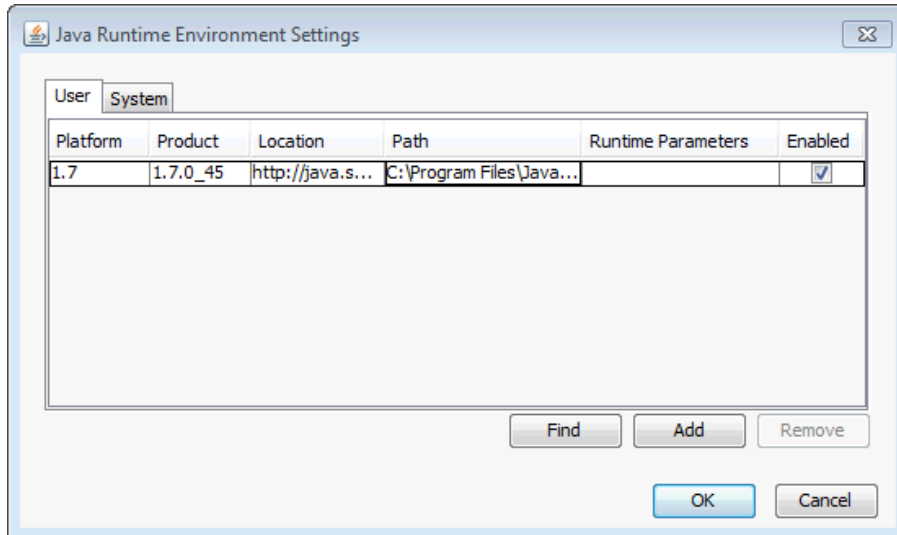 Java Runtime Environment Settings
User System
Platform Product Location Path Runtime Parameters Enabled
1.7 1.7.0_45 http://java.s... C:\Program Files\Java...
Find Add Remove
OK Cancel